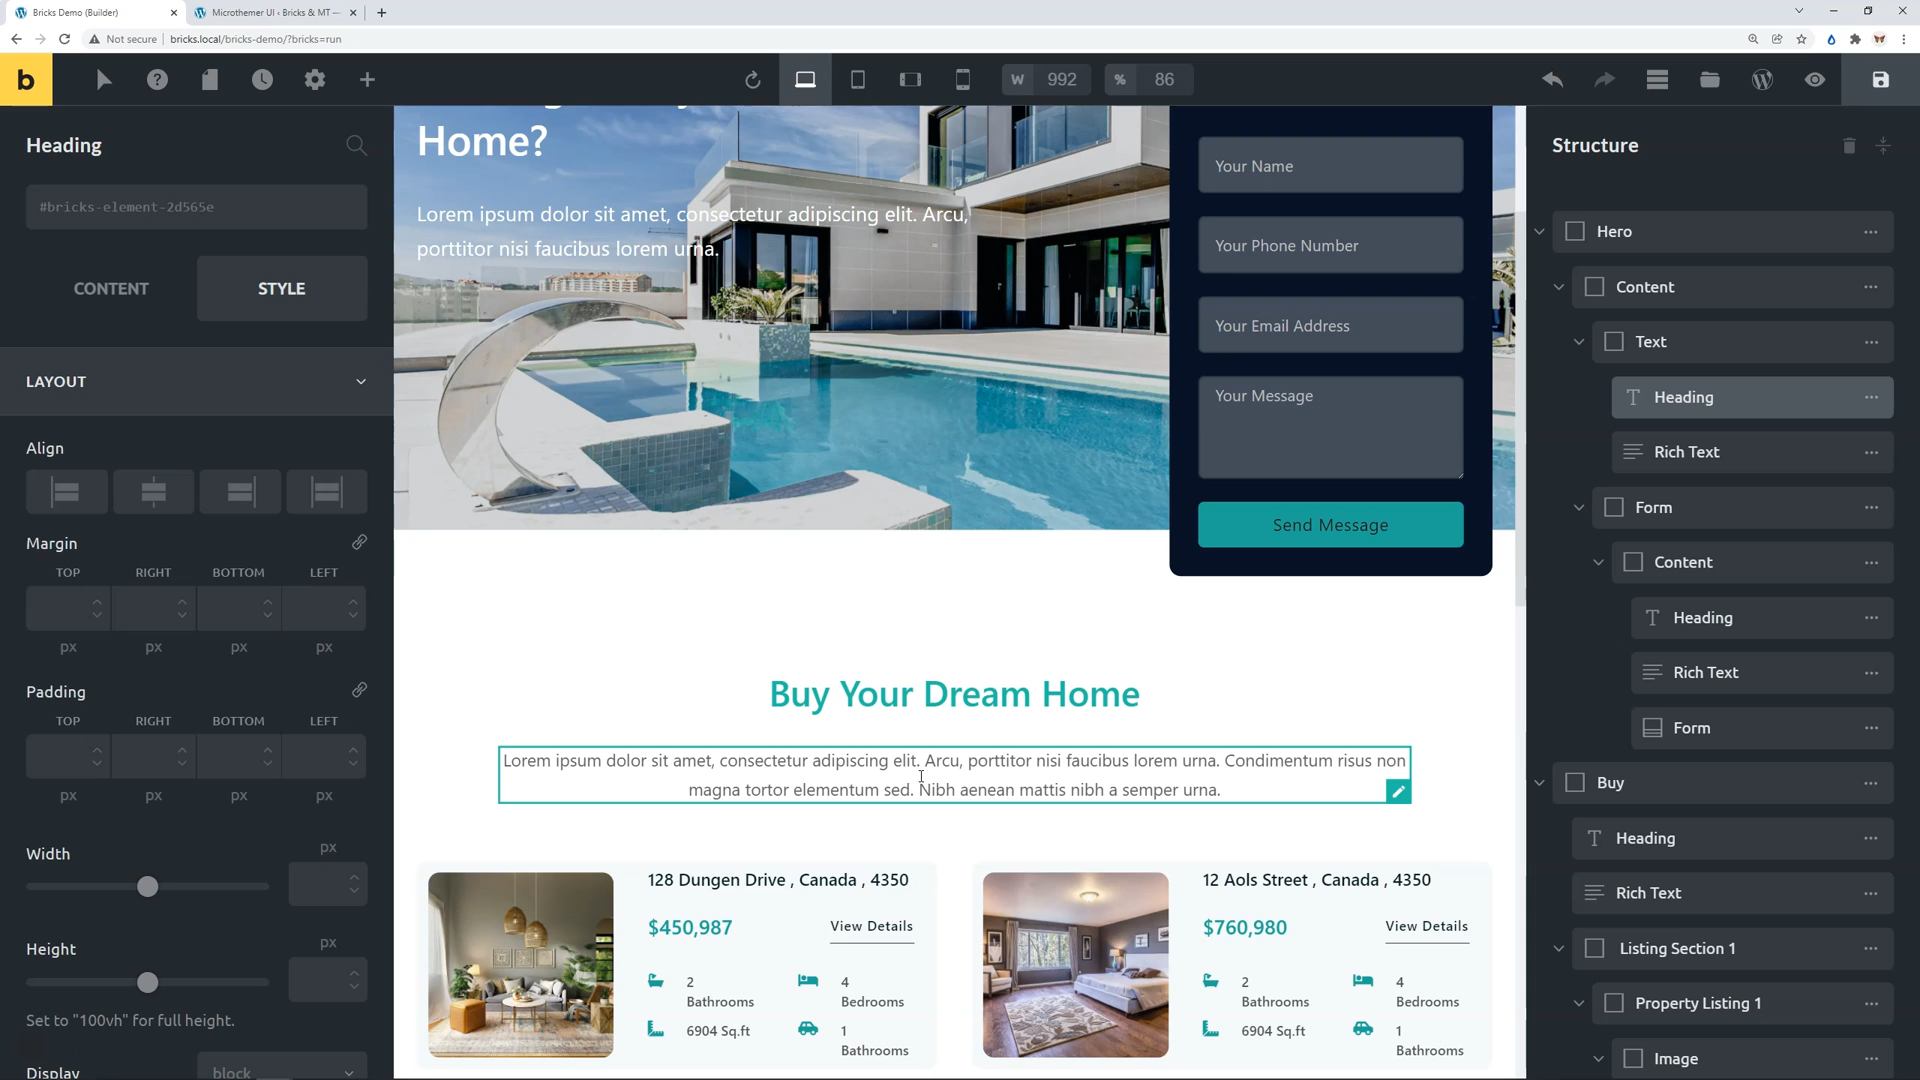 Bricks Demo (Builder)
Microthemer UI ‹ Bricks & MT —
Not secure
bricks.local/bricks-demo/?bricks=run
b
W 992
% 86
Heading
#bricks-element-2d565e
CONTENT
STYLE
LAYOUT
Align
Margin
TOP RIGHT BOTTOM LEFT
px px px px
Padding
TOP RIGHT BOTTOM LEFT
px px px px
Width
px
Height
px
Set to "100vh" for full height.
Display
block
Home?
Lorem ipsum dolor sit amet, consectetur adipiscing elit. Arcu,
porttitor nisi faucibus lorem urna.
Your Name
Your Phone Number
Your Email Address
Your Message
Send Message
Buy Your Dream Home
Lorem ipsum dolor sit amet, consectetur adipiscing elit. Arcu, porttitor nisi faucibus lorem urna. Condimentum risus non
magna tortor elementum sed. Nibh aenean mattis nibh a semper urna.
128 Dungen Drive , Canada , 4350
$450,987
View Details
2
Bathrooms
4
Bedrooms
6904 Sq.ft
1
Bathrooms
12 Aols Street , Canada , 4350
$760,980
View Details
2
Bathrooms
4
Bedrooms
6904 Sq.ft
1
Bathrooms
Structure
Hero
Content
Text
Heading
Rich Text
Form
Content
Heading
Rich Text
Form
Buy
Heading
Rich Text
Listing Section 1
Property Listing 1
Image